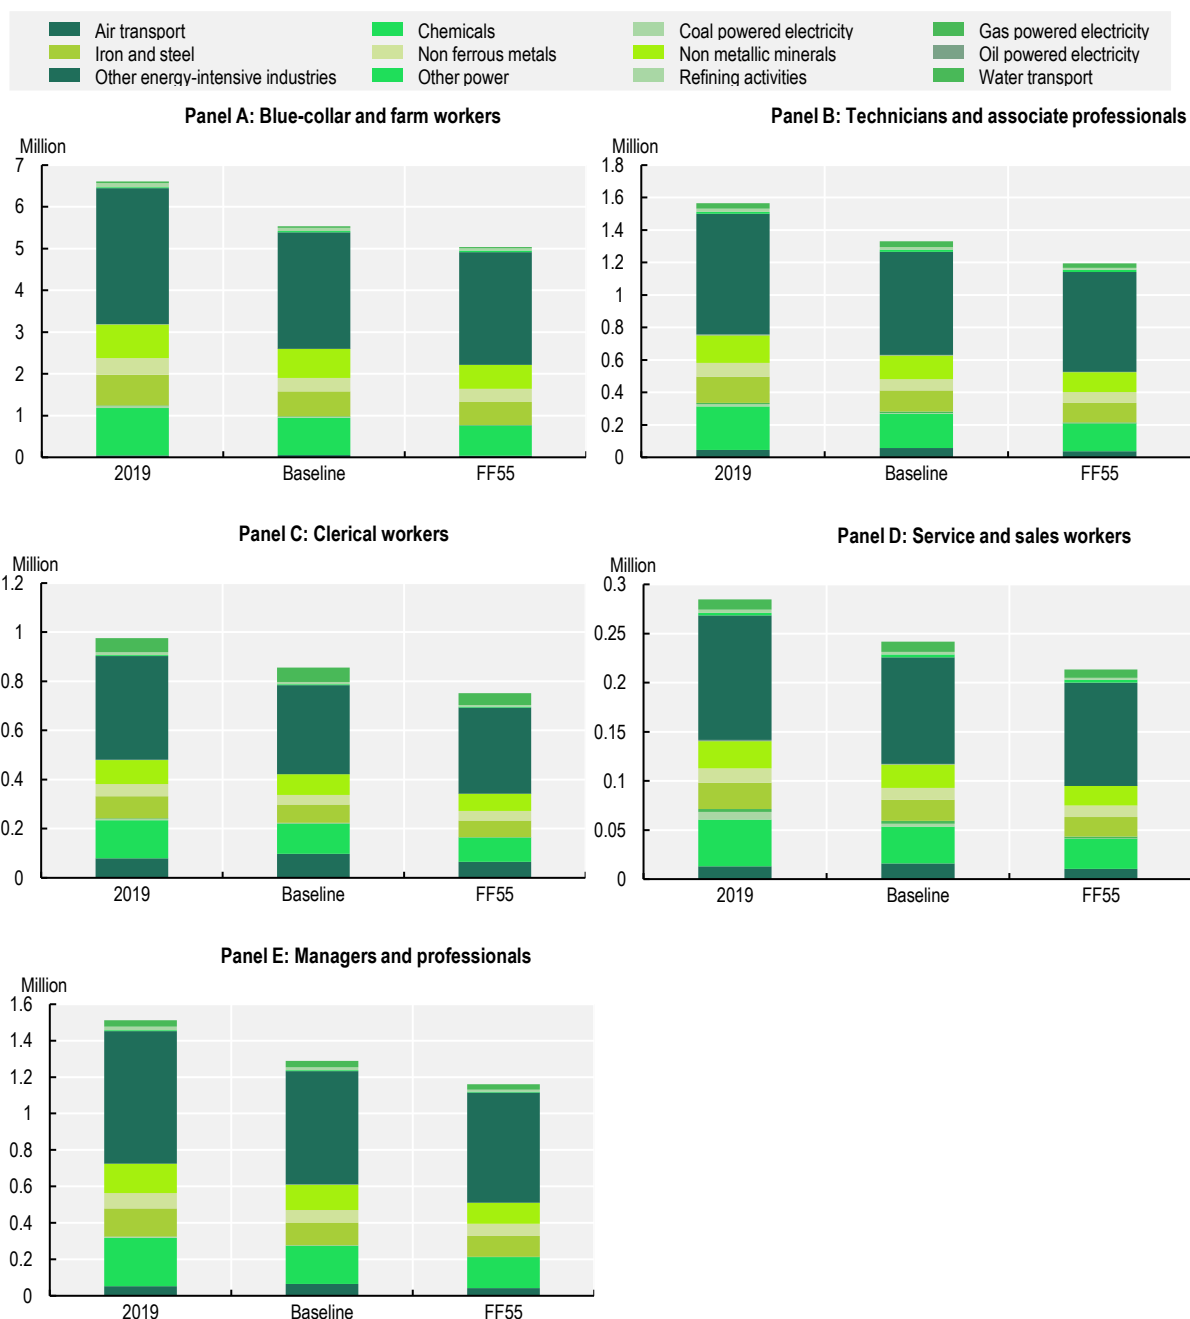 Air transport
Chemicals
Coal powered electricity
Gas powered electricity
Iron and steel
Non ferrous metals
Non metallic minerals
Oil powered electricity
Other energy-intensive industries
Other power
Refining activities
Water transport
Panel A: Blue-collar and farm workers
Million
7
6
5
4
3
2
1
0
2019
Baseline
FF55
Panel B: Technicians and associate professionals
Million
1.8
1.6
1.4
1.2
1
0.8
0.6
0.4
0.2
0
2019
Baseline
FF55
Panel C: Clerical workers
Million
1.2
1
0.8
0.6
0.4
0.2
0
2019
Baseline
FF55
Panel D: Service and sales workers
Million
0.3
0.25
0.2
0.15
0.1
0.05
0
2019
Baseline
FF55
Panel E: Managers and professionals
Million
1.6
1.4
1.2
1
0.8
0.6
0.4
0.2
0
2019
Baseline
FF55